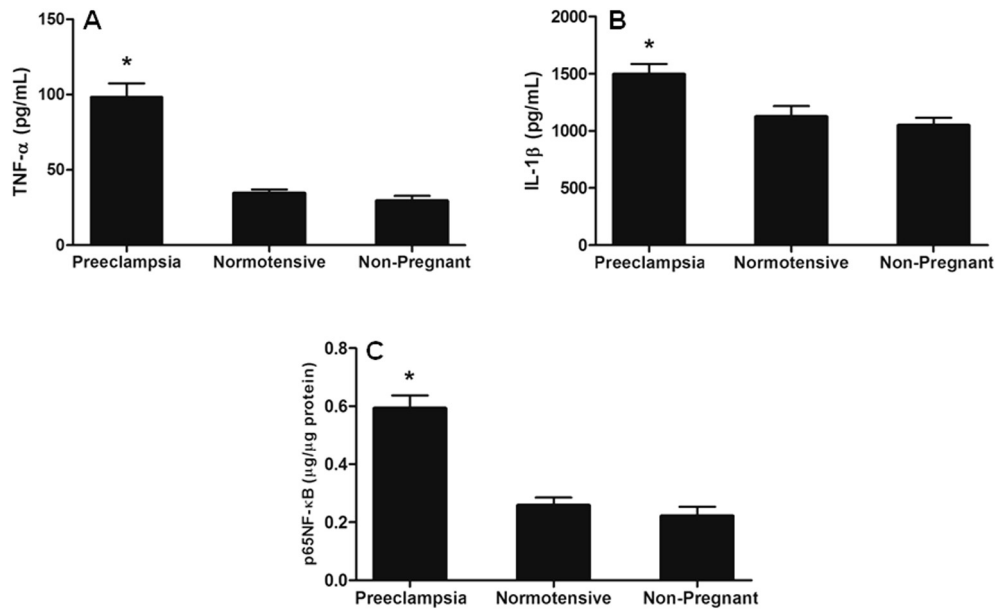 A
TNF-α (pg/mL)
150
100
50
0
*
Preeclampsia Normotensive Non-Pregnant
B
IL-1β (pg/mL)
2000
1500
1000
500
0
*
Preeclampsia Normotensive Non-Pregnant
C
p65NF-κB (μg/μg protein)
0.8
0.6
0.4
0.2
0.0
*
Preeclampsia Normotensive Non-Pregnant